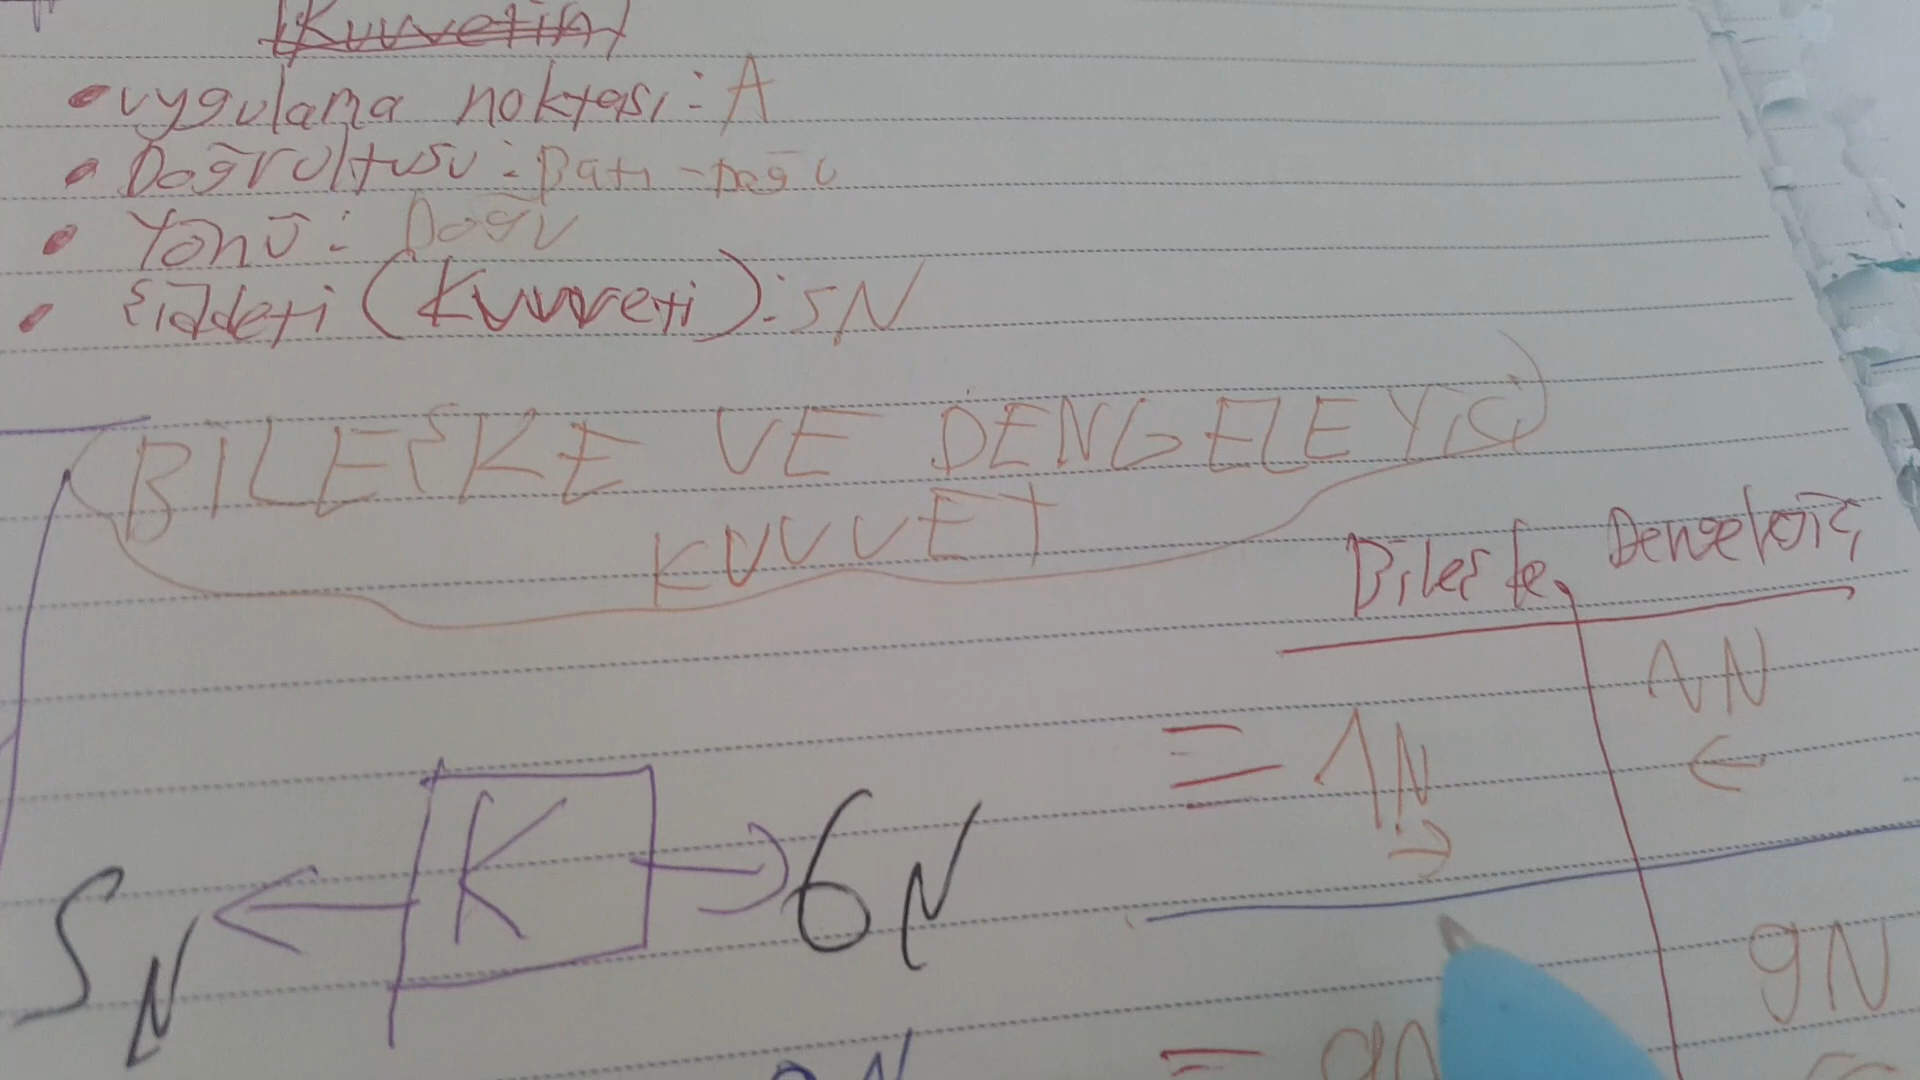 (Kuvvetin)
• uygulama noktası: A
• Doğrultusu: Batı - Doğu
• Yönü: Doğu
• Şiddeti (Kuvveti): 5N
BİLEŞKE VE DENGELEYİCİ
KUVVET
Bileşke
= 1N
→
1N
←
5N ← K → 6N
9N
=